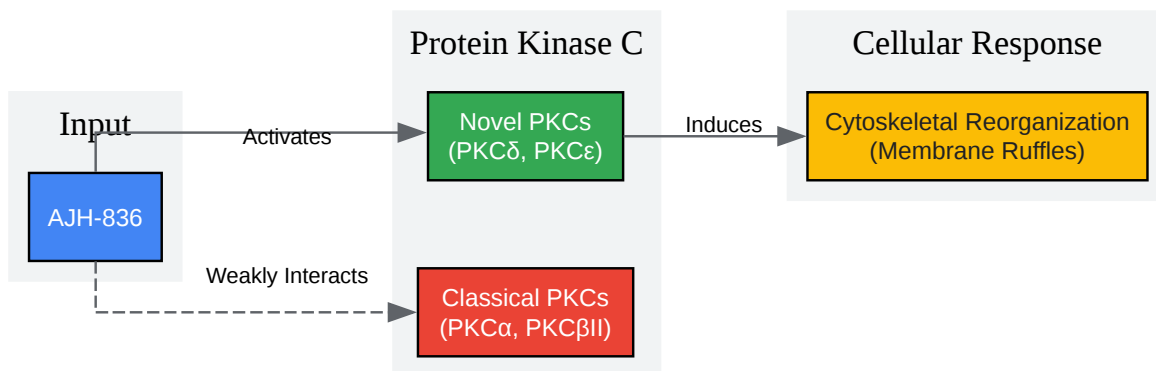 Protein Kinase C
Cellular Response
Input
Activates
Novel PKCs
(PKCδ, PKCε)
Induces
Cytoskeletal Reorganization
(Membrane Ruffles)
AJH-836
Weakly Interacts
Classical PKCs
(PKCα, PKCβII)